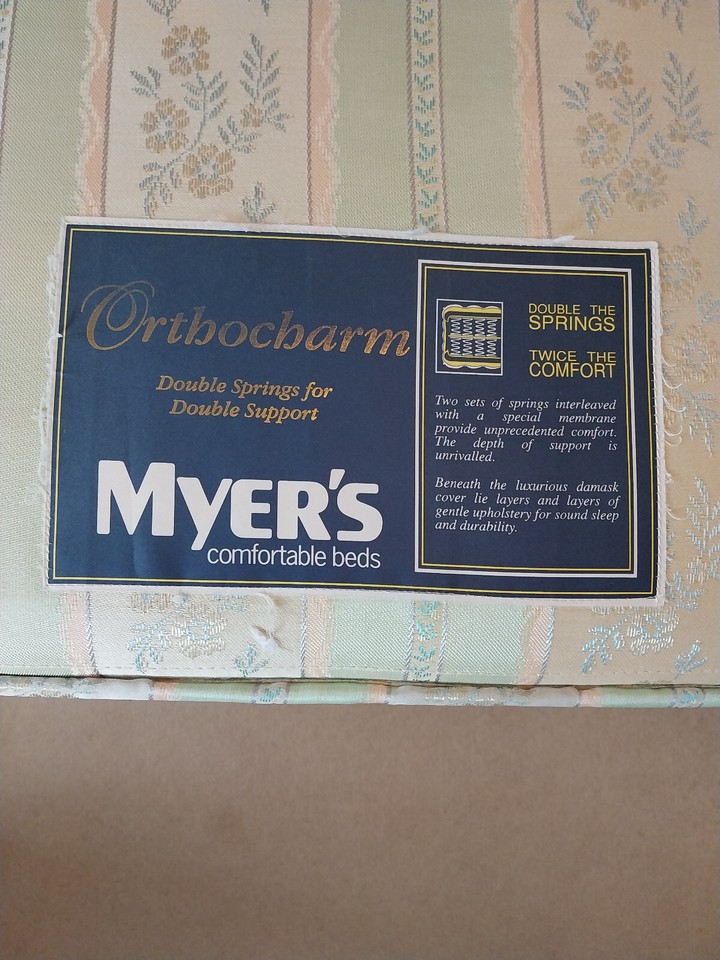 Orthocharm
Double Springs for
Double Support
MYER'S
comfortable beds
DOUBLE THE
SPRINGS
TWICE THE
COMFORT
Two sets of springs interleaved
with a special membrane
provide unprecedented comfort.
The depth of support is
unrivalled.
Beneath the luxurious damask
cover lie layers and layers of
gentle upholstery for sound sleep
and durability.